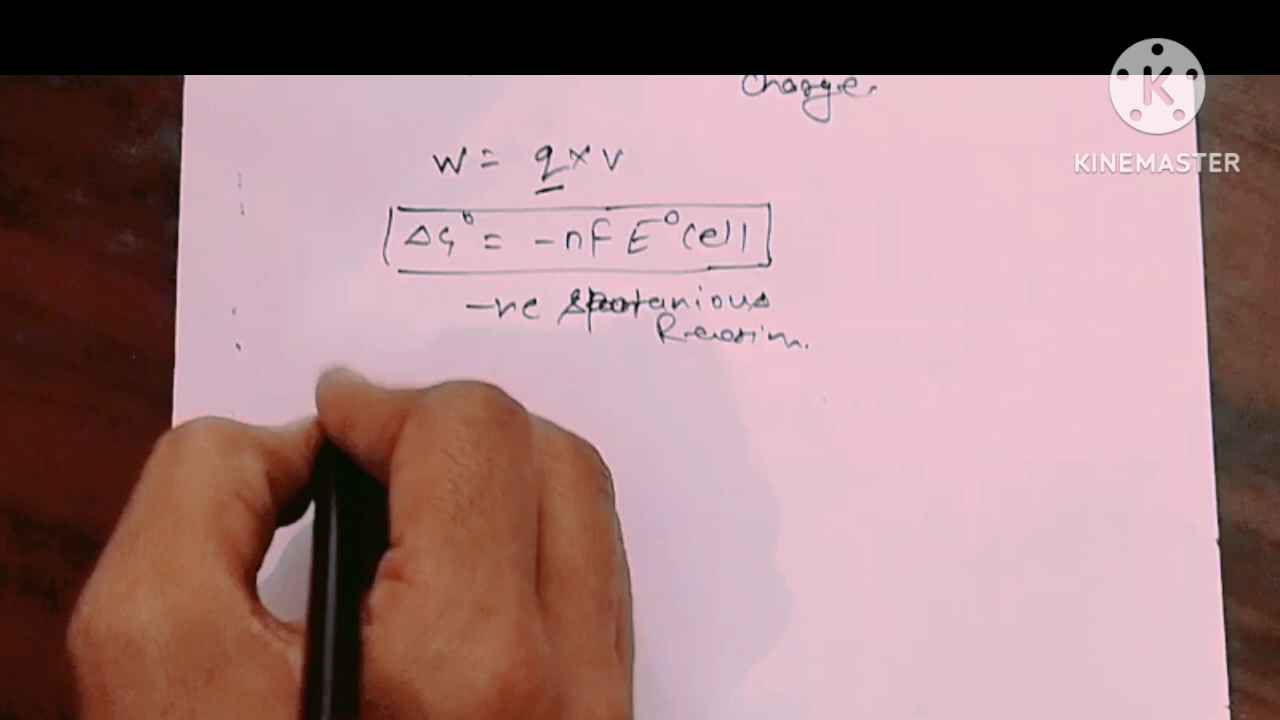 Charge.
KINEMASTER
W = q × v
ΔG° = -nF E°cell
-ve Spontanious
Reaction.